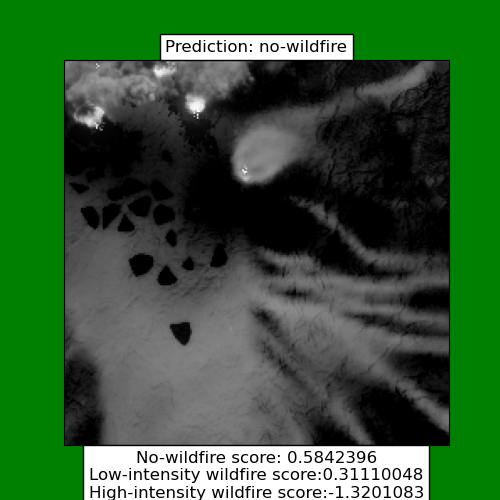 Prediction: no-wildfire
No-wildfire score: 0.5842396
Low-intensity wildfire score:0.31110048
High-intensity wildfire score:-1.3201083